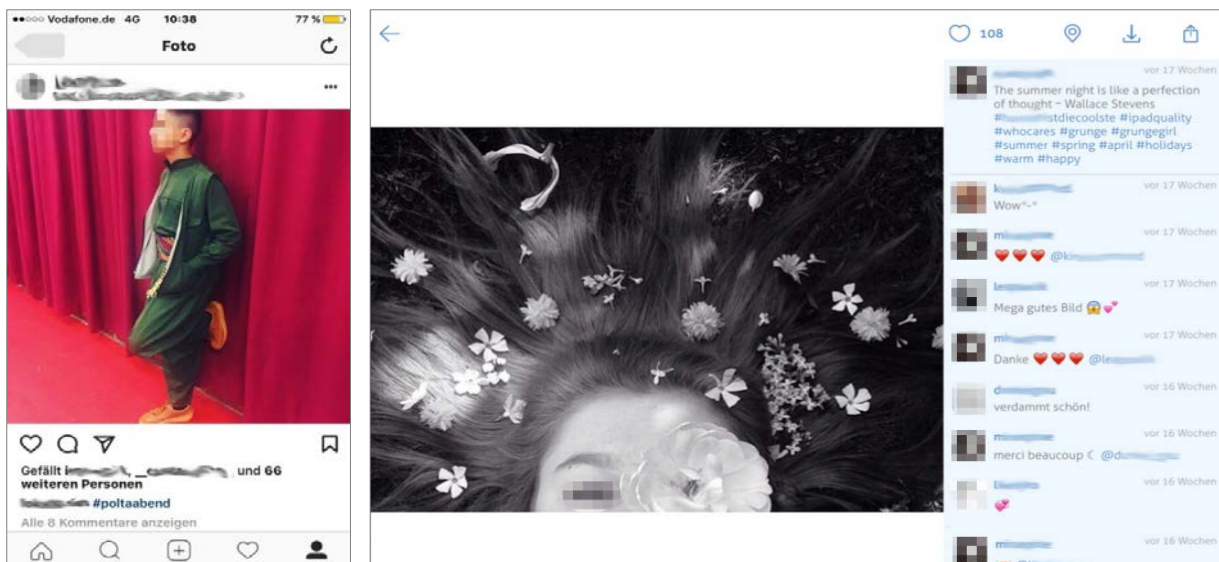 Vodafone.de 4G 10:38 77 %
Foto
Gefällt und 66
weiteren Personen
#poltaabend
Alle 8 Kommentare anzeigen
108
vor 17 Wochen
The summer night is like a perfection
of thought ~ Wallace Stevens
stdiecoolste #ipadquality
#whocares #grunge #grungegirl
#summer #spring #april #holidays
#warm #happy
vor 17 Wochen
Wow*-*
vor 17 Wochen
❤️❤️❤️
vor 17 Wochen
Mega gutes Bild 😱💕
vor 17 Wochen
Danke ❤️❤️❤️
vor 16 Wochen
verdammt schön!
vor 16 Wochen
merci beaucoup ☾
vor 16 Wochen
💞
vor 16 Wochen